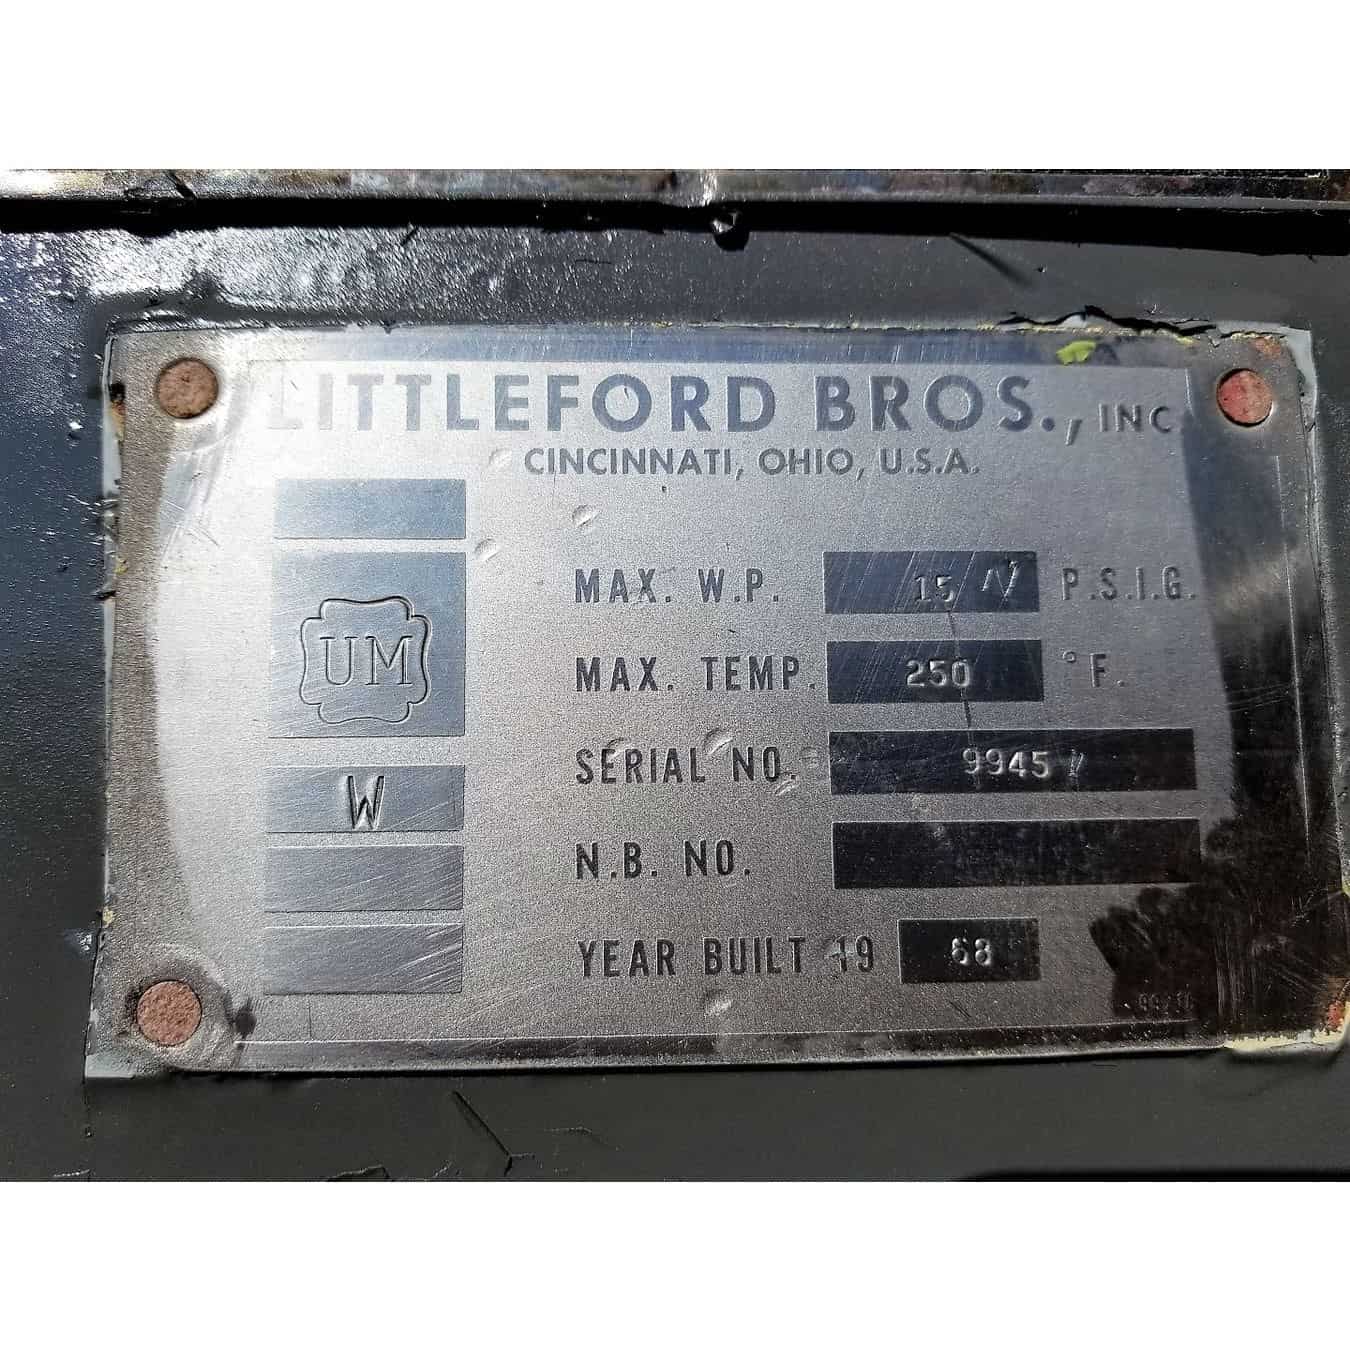 LITTLEFORD BROS., INC.
CINCINNATI, OHIO, U.S.A.
UM
W
MAX. W.P. 15 P.S.I.G.
MAX. TEMP. 250 °F.
SERIAL NO. 9945
N.B. NO.
YEAR BUILT 19 68